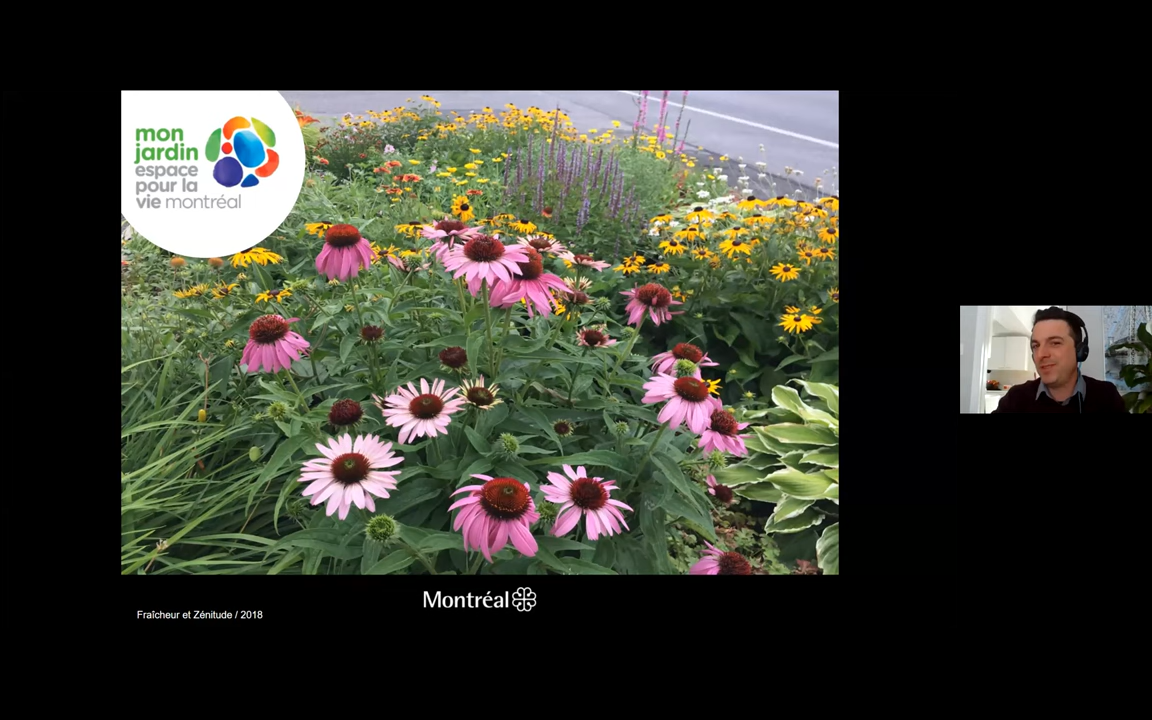 mon
jardin
espace
pour la
vie montréal
Montréal
Fraîcheur et Zénitude / 2018